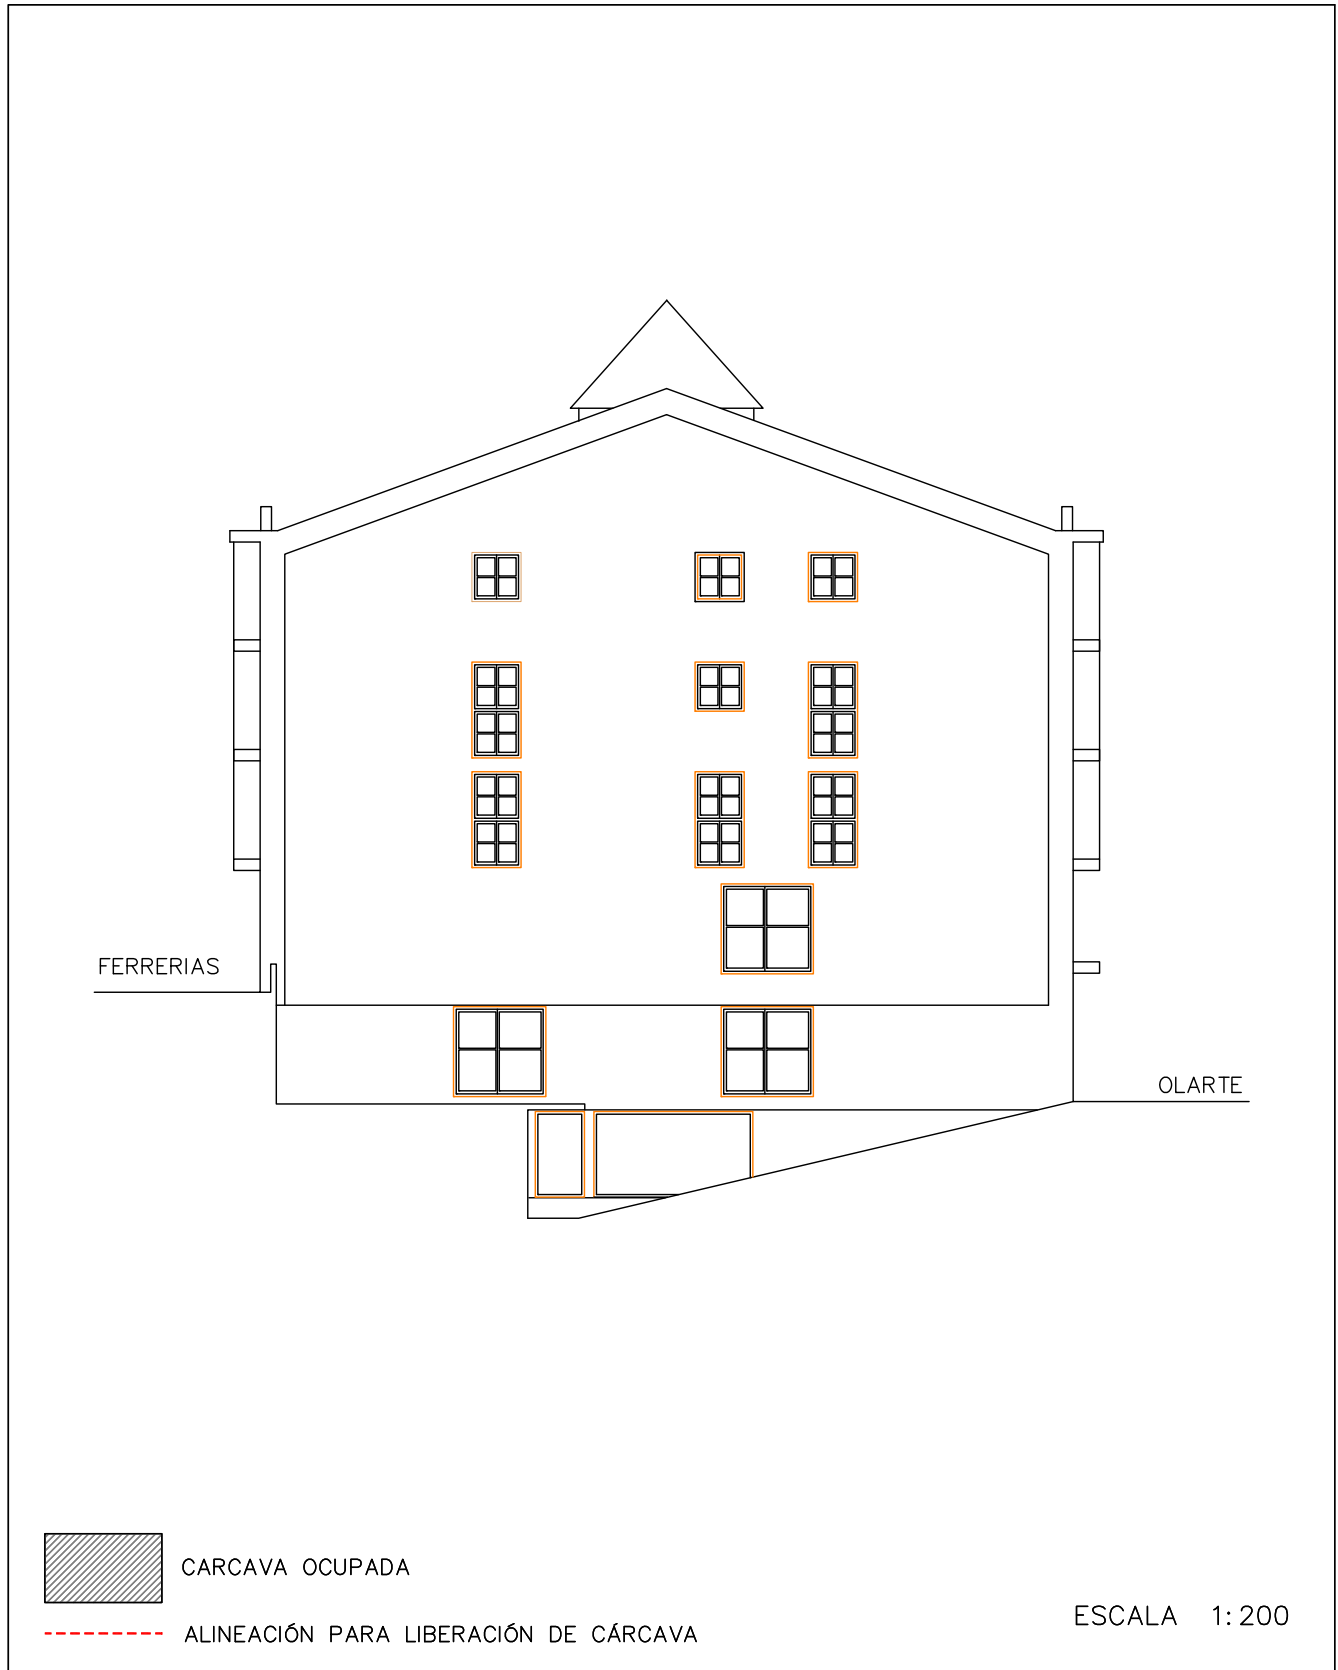 FERRERIAS
OLARTE
CARCAVA OCUPADA
ALINEACIÓN PARA LIBERACIÓN DE CÁRCAVA
ESCALA 1:200